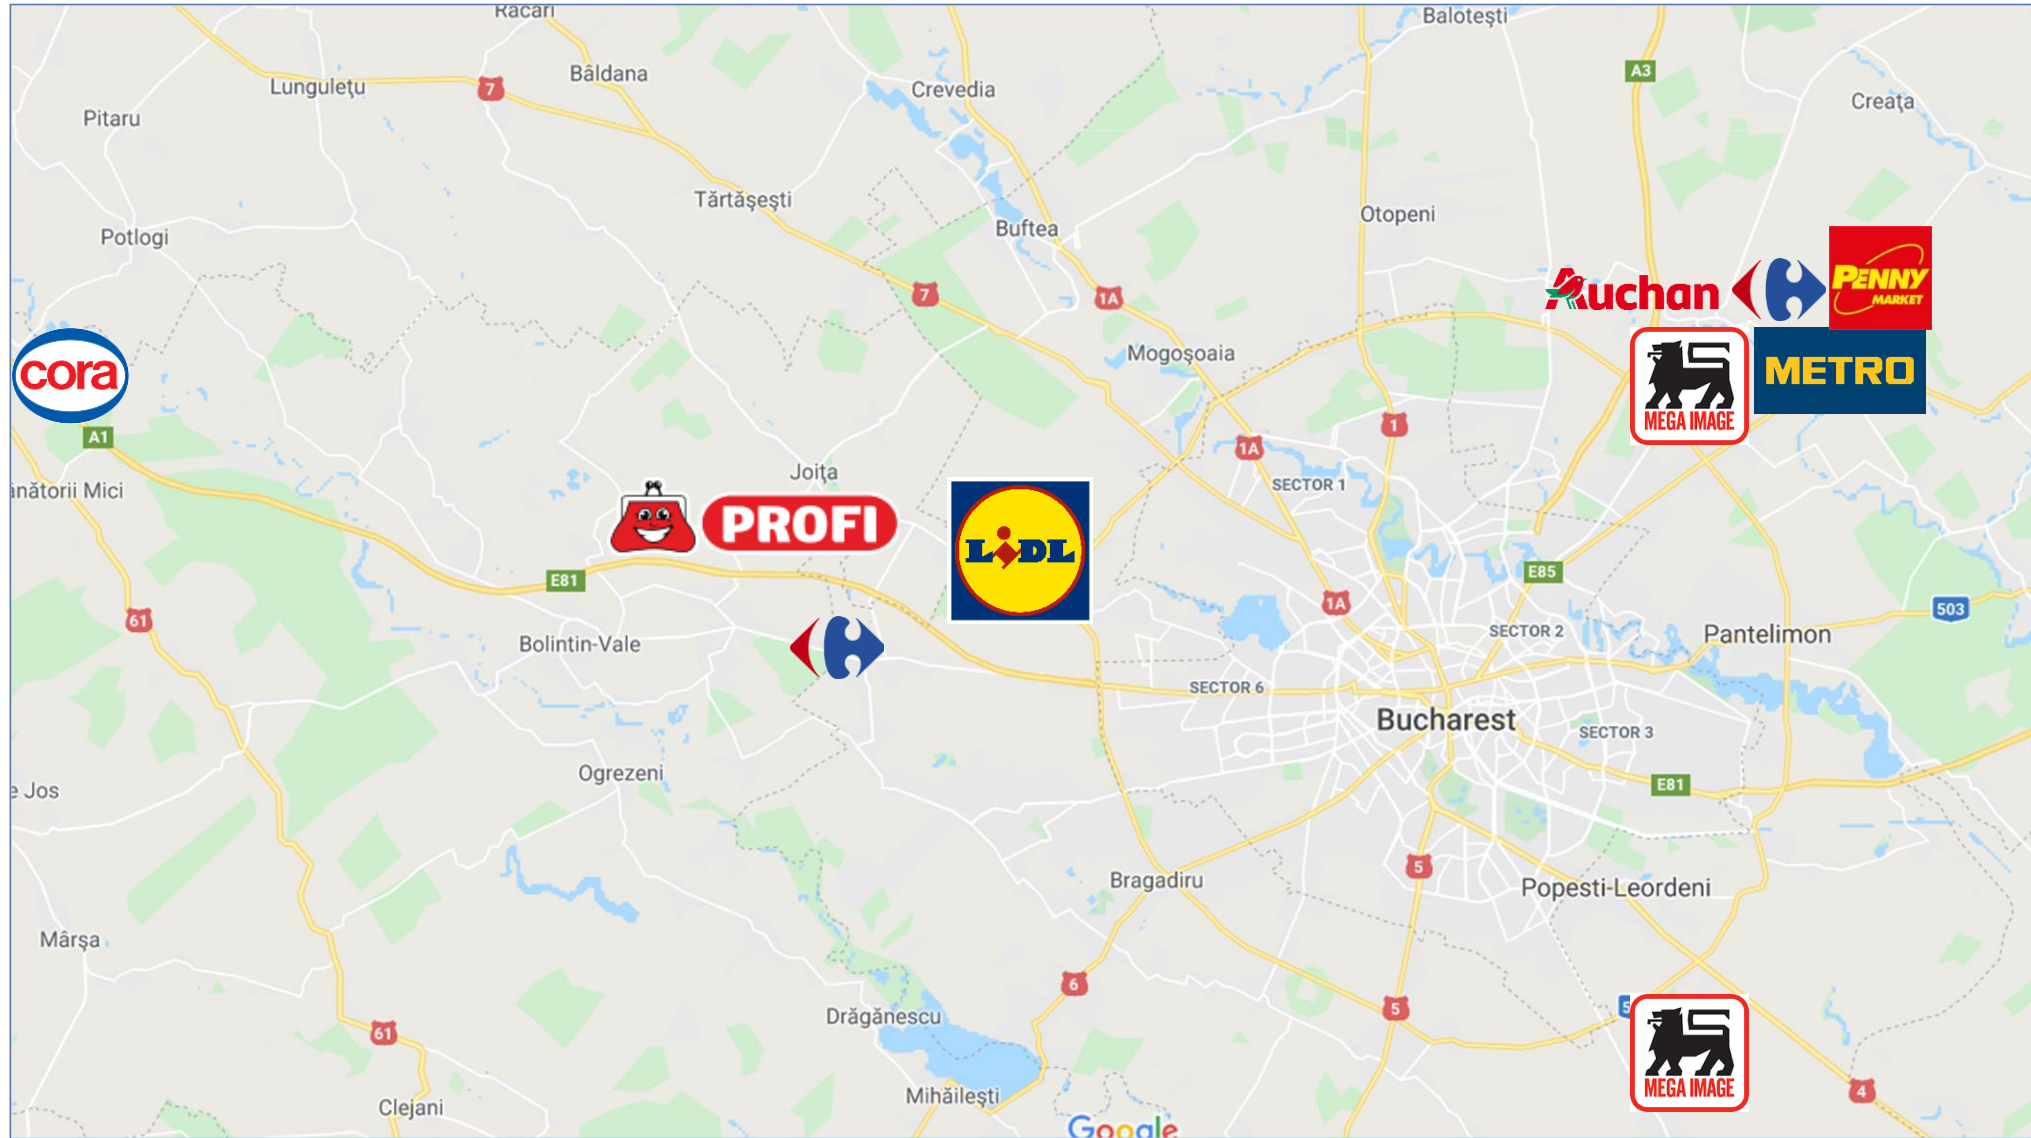 Răcari
Baloteşti
A3
Bâldana
Lunguleţu
7
Crevedia
Creaţa
Pitaru
Tărtăşeşti
Otopeni
Buftea
Potlogi
7
1A
Auchan
PENNY
MARKET
Mogoşoaia
cora
METRO
MEGA IMAGE
1
A1
1A
Joiţa
SECTOR 1
ânătorii Mici
PROFI
LiDL
E81
E85
1A
503
61
SECTOR 2
Pantelimon
Bolintin-Vale
SECTOR 6
Bucharest
SECTOR 3
Ogrezeni
E81
e Jos
5
Bragadiru
Popesti-Leordeni
Mârşa
6
5
5
Drăgănescu
61
MEGA IMAGE
4
Mihăileşti
Clejani
Google